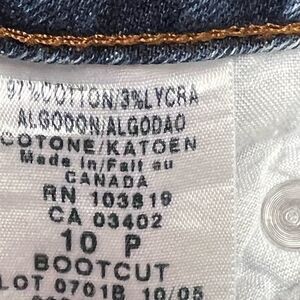 97%COTTON/3%LYCRA
ALGODON/ALGODAO
COTONE/KATOEN
Made in/Fait au
CANADA
RN 103819
CA 03402
10 P
BOOTCUT
LOT 0701B 10/05